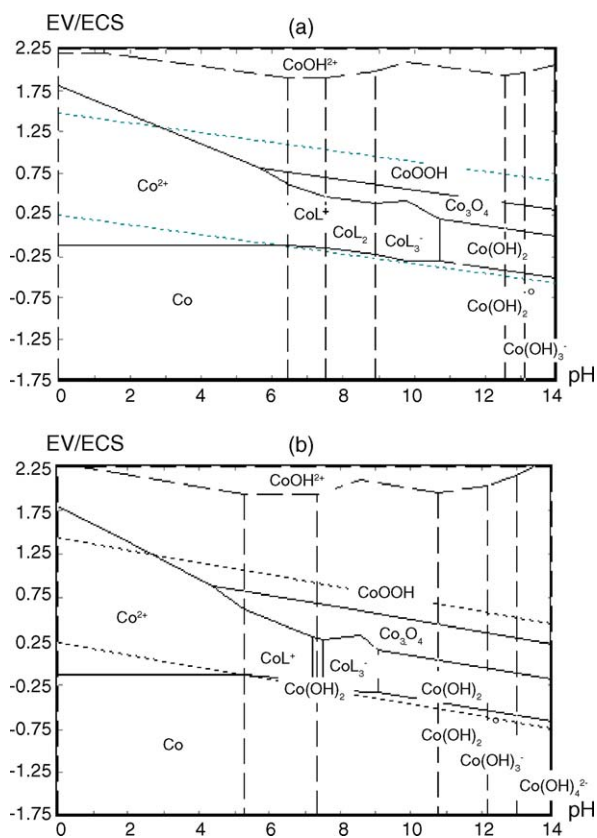 EV/ECS (a)
2.25
CoOH²⁺
1.75
1.25
CoOOH
0.75
Co²⁺ Co₃O₄
0.25 CoL⁺
CoL₂ CoL₃⁻ Co(OH)₂
-0.25
Co Co(OH)₂°
-0.75
Co(OH)₃⁻
-1.25
-1.75
0 2 4 6 8 10 12 14 pH
EV/ECS (b)
2.25
CoOH²⁺
1.75
1.25
CoOOH
0.75
Co²⁺ Co₃O₄
0.25
CoL⁺ CoL₃⁻
-0.25 Co(OH)₂ Co(OH)₂
Co Co(OH)₂°
-0.75 Co(OH)₃⁻
-1.25 Co(OH)₄²⁻
-1.75
0 2 4 6 8 10 12 14 pH